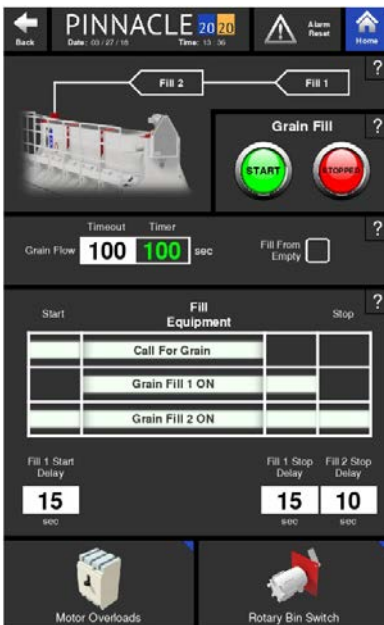 PINNACLE 20 20
Back
Date: 03/27/18 Time: 13 36
Alarm
Reset
Home
?
Fill 2
Fill 1
Grain Fill
?
START
STOPPED
?
Timeout Timer
Grain Flow 100 100 sec
Fill From
Empty
?
Start
Fill
Equipment
Stop
Call For Grain
Grain Fill 1 ON
Grain Fill 2 ON
Fill 1 Start
Delay
15
sec
Fill 1 Stop
Delay
15
sec
Fill 2 Stop
Delay
10
sec
Motor Overloads
Rotary Bin Switch